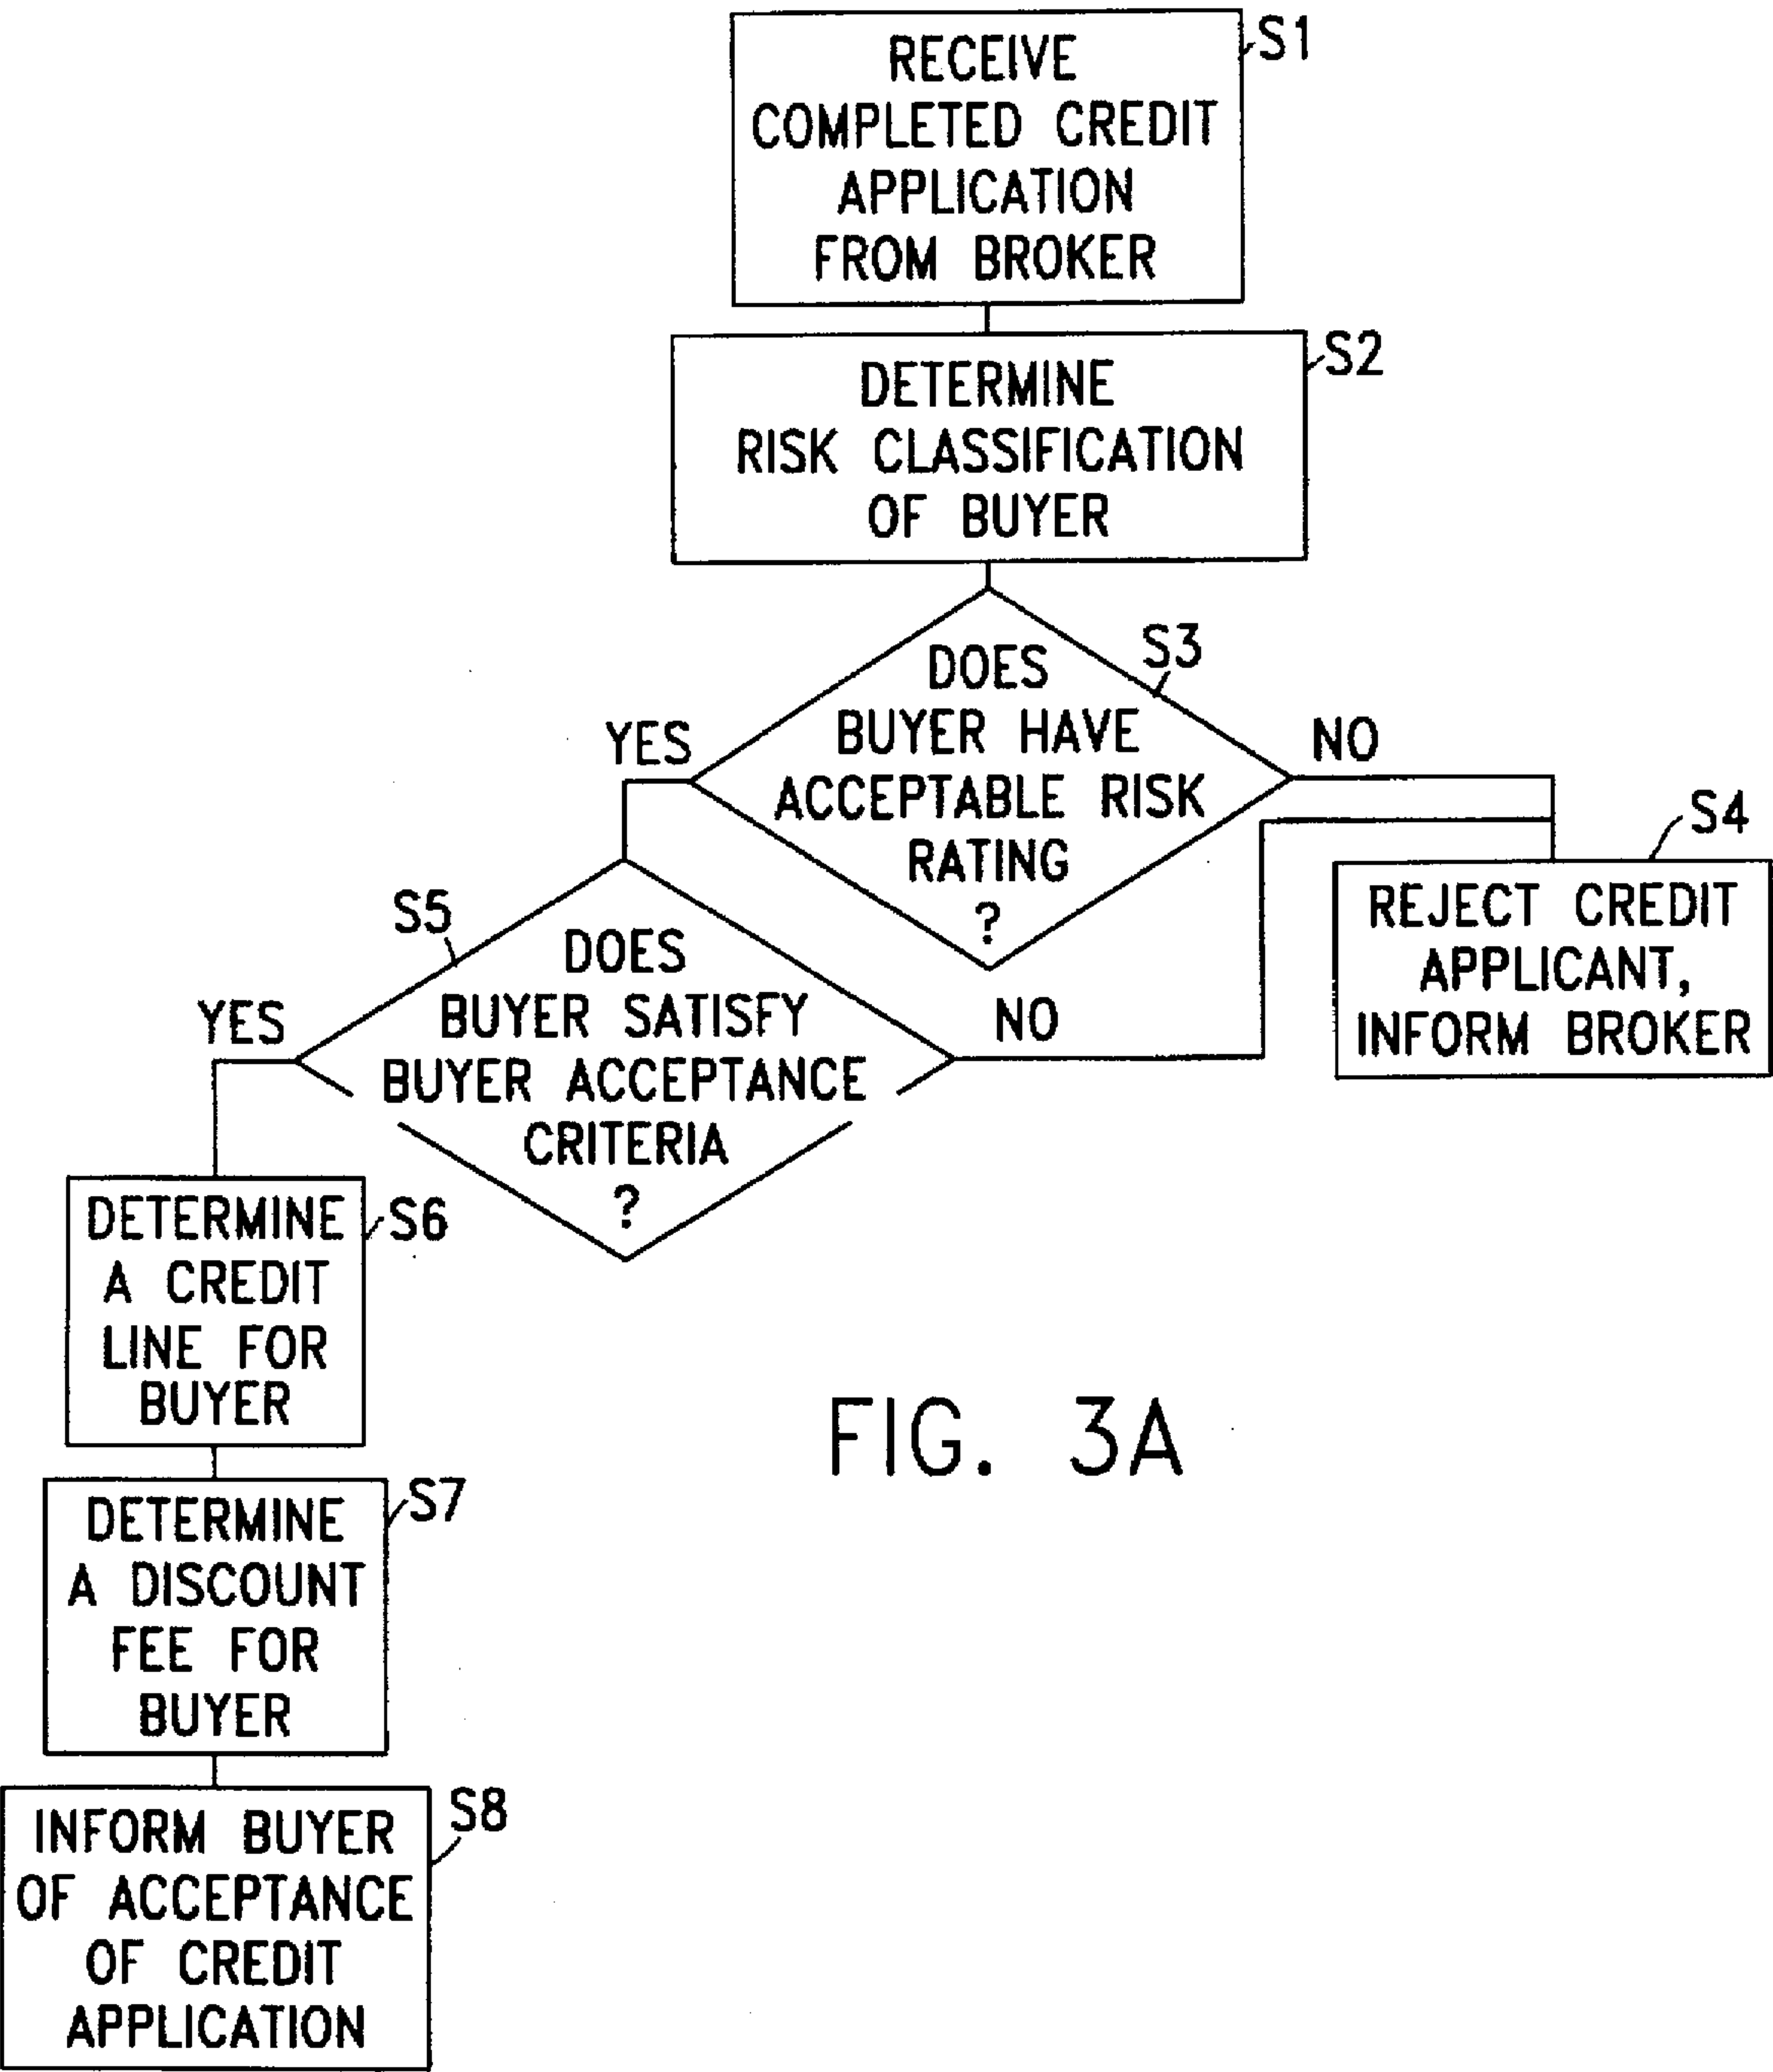 RECEIVE
COMPLETED CREDIT
APPLICATION
FROM BROKER
S1
DETERMINE
RISK CLASSIFICATION
OF BUYER
S2
DOES
BUYER HAVE
ACCEPTABLE RISK
RATING
?
S3
YES
NO
S4
REJECT CREDIT
APPLICANT,
INFORM BROKER
S5
DOES
BUYER SATISFY
BUYER ACCEPTANCE
CRITERIA
?
YES
NO
DETERMINE
A CREDIT
LINE FOR
BUYER
S6
DETERMINE
A DISCOUNT
FEE FOR
BUYER
S7
INFORM BUYER
OF ACCEPTANCE
OF CREDIT
APPLICATION
S8
FIG. 3A